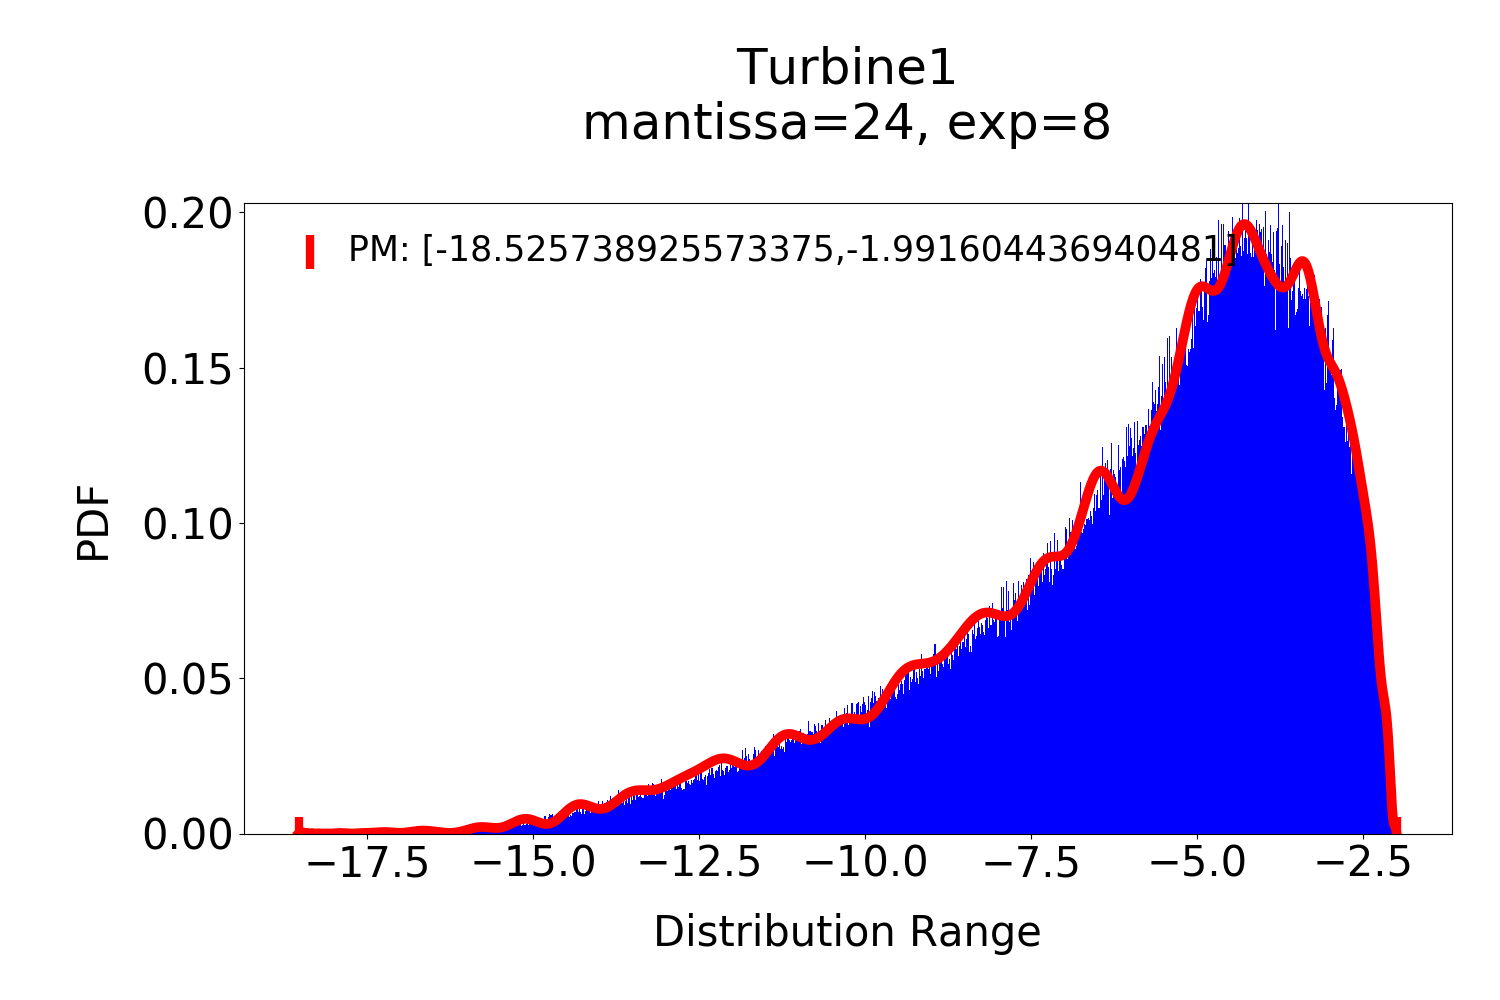 Turbine1
mantissa=24, exp=8
PM: [-18.525738925573375,-1.991604436940481]
0.20
0.15
0.10
0.05
0.00
PDF
−17.5 −15.0 −12.5 −10.0 −7.5 −5.0 −2.5
Distribution Range